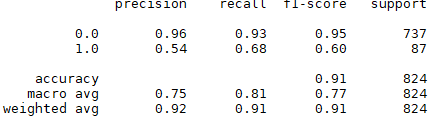 precision recall f1-score support
0.0 0.96 0.93 0.95 737
1.0 0.54 0.68 0.60 87
accuracy 0.91 824
macro avg 0.75 0.81 0.77 824
weighted avg 0.92 0.91 0.91 824